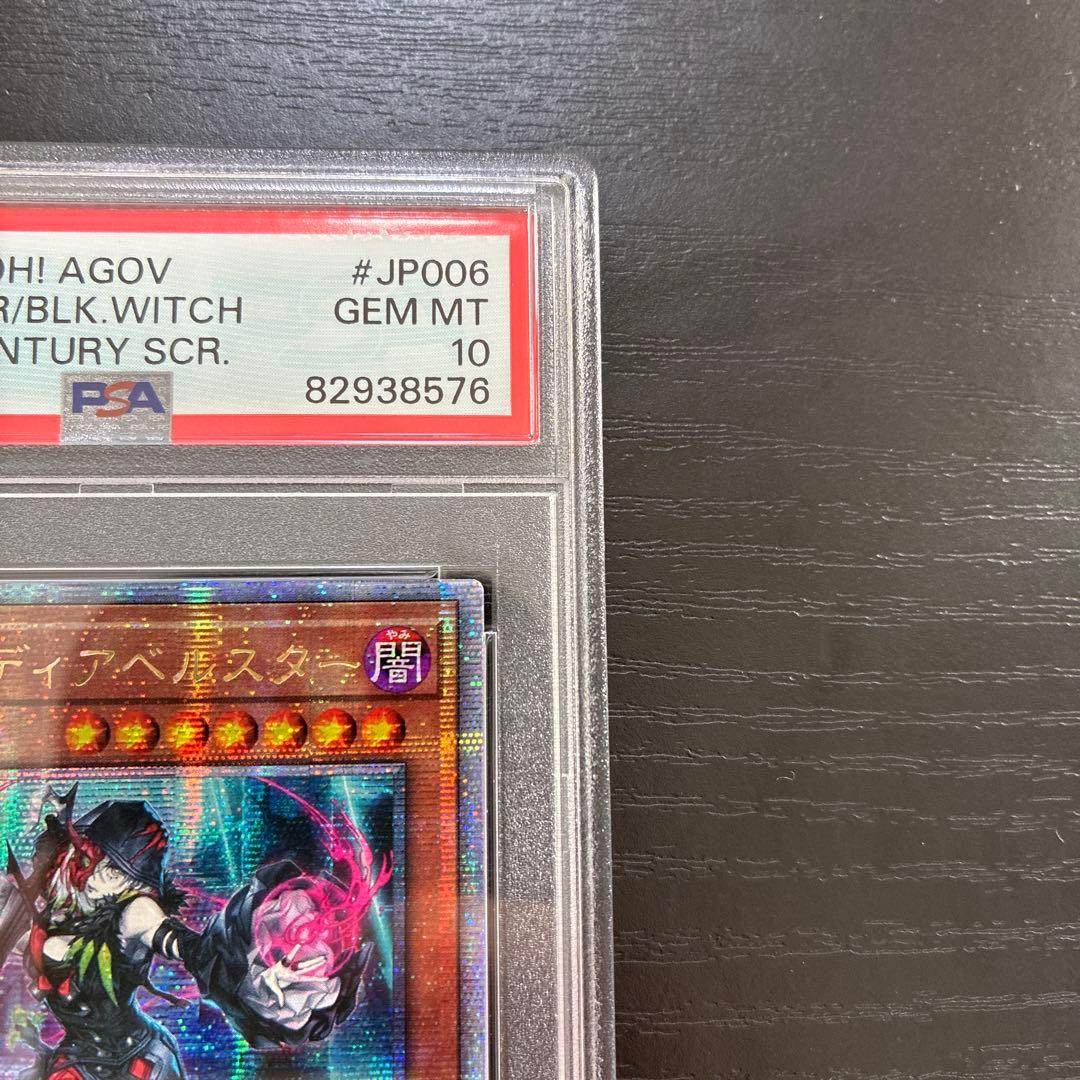 OH! AGOV #JP006
R/BLK.WITCH GEM MT
NTURY SCR. 10
PSA 82938576
ディアベルスター 闇
やみ